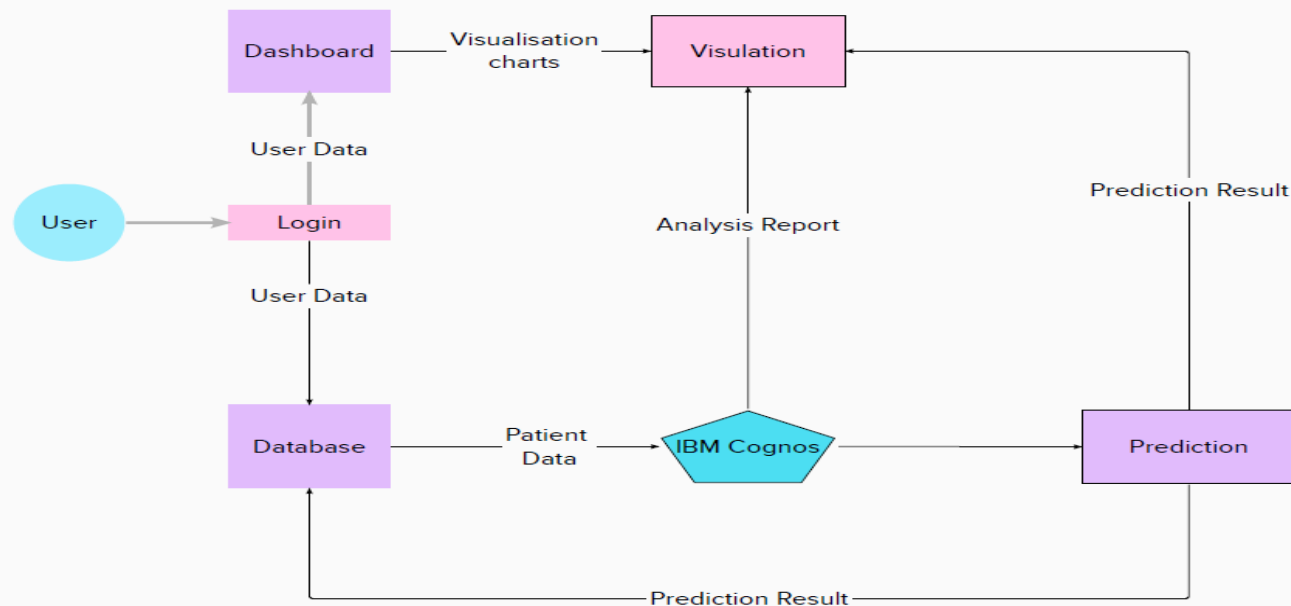 Dashboard
Visualisation
charts
Visulation
User Data
Prediction Result
User
Login
Analysis Report
User Data
Database
Patient
Data
IBM Cognos
Prediction
Prediction Result